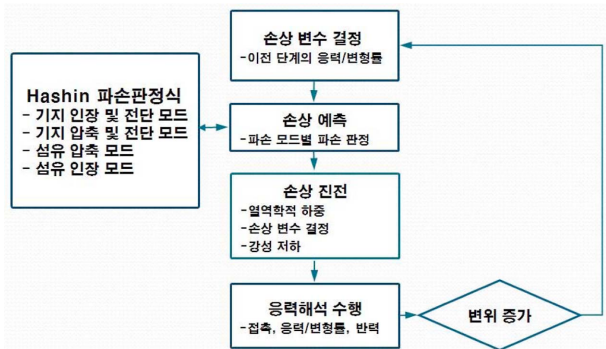 손상 변수 결정
-이전 단계의 응력/변형률
Hashin 파손판정식
- 기지 인장 및 전단 모드
- 기지 압축 및 전단 모드
- 섬유 압축 모드
- 섬유 인장 모드
손상 예측
-파손 모드별 파손 판정
손상 진전
-열역학적 하중
-손상 변수 결정
-강성 저하
응력해석 수행
-접촉, 응력/변형률, 반력
변위 증가